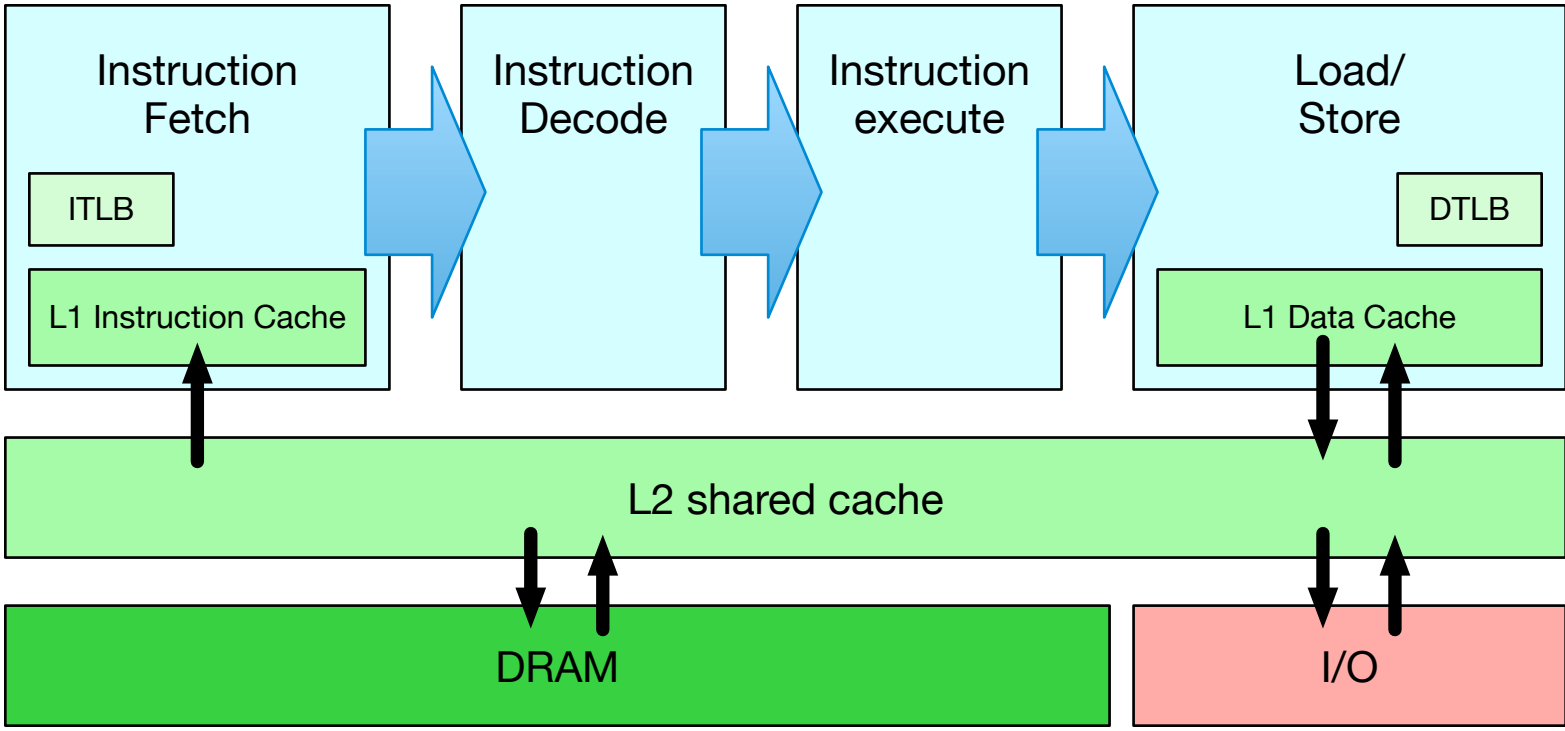 Instruction
Fetch
Instruction
Decode
Instruction
execute
Load/
Store
ITLB
DTLB
L1 Instruction Cache
L1 Data Cache
L2 shared cache
DRAM
I/O